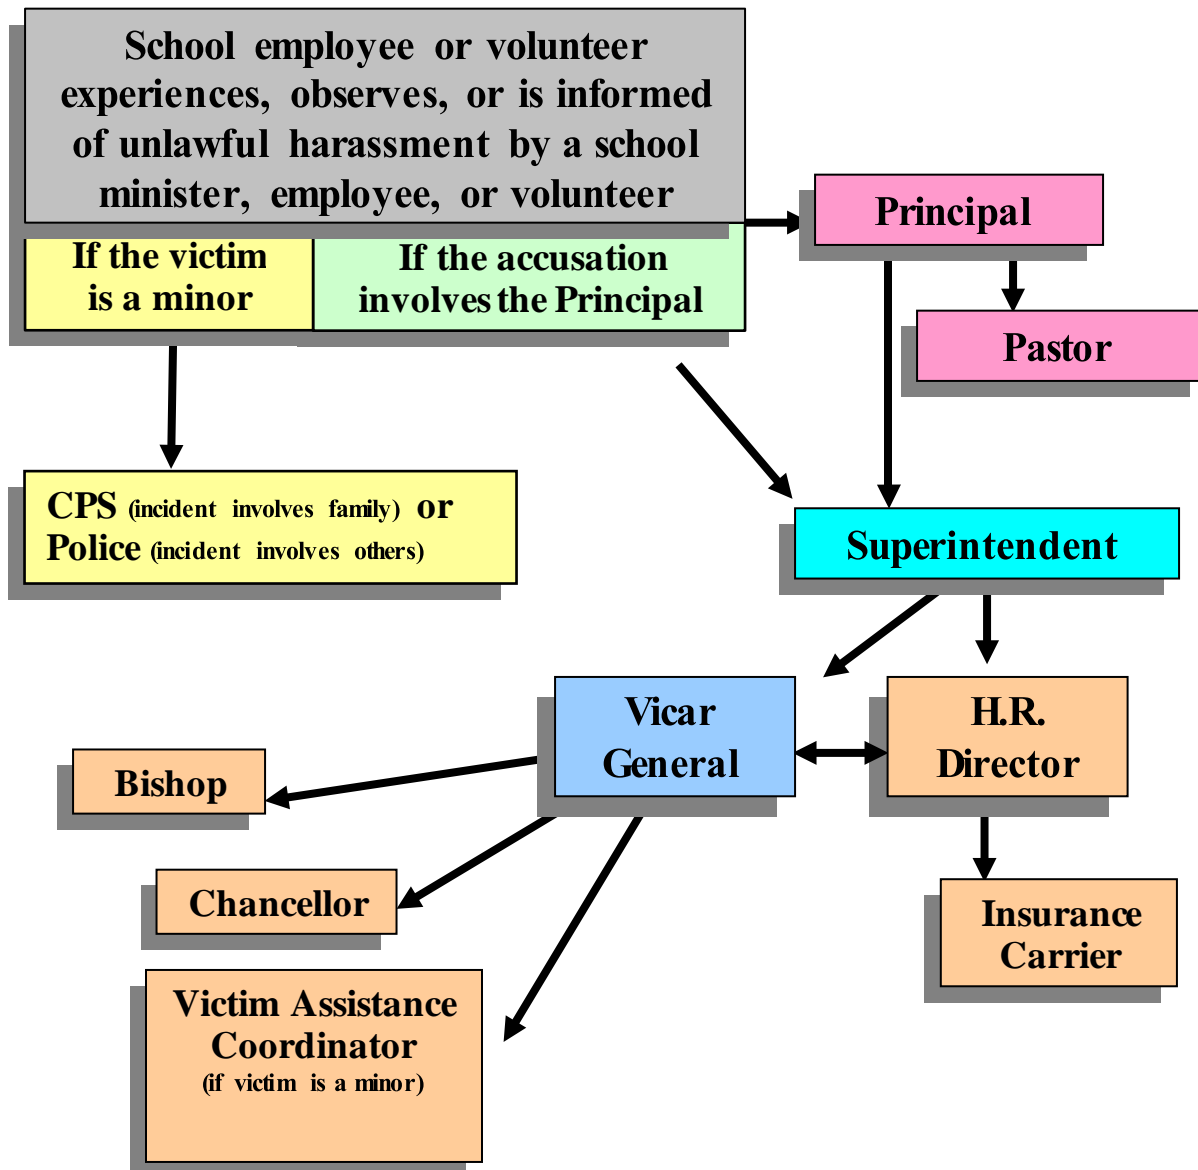 School employee or volunteer
experiences, observes, or is informed
of unlawful harassment by a school
minister, employee, or volunteer
If the victim
is a minor
If the accusation
involves the Principal
Principal
Pastor
CPS (incident involves family) or
Police (incident involves others)
Superintendent
Vicar
General
H.R.
Director
Bishop
Chancellor
Insurance
Carrier
Victim Assistance
Coordinator
(if victim is a minor)